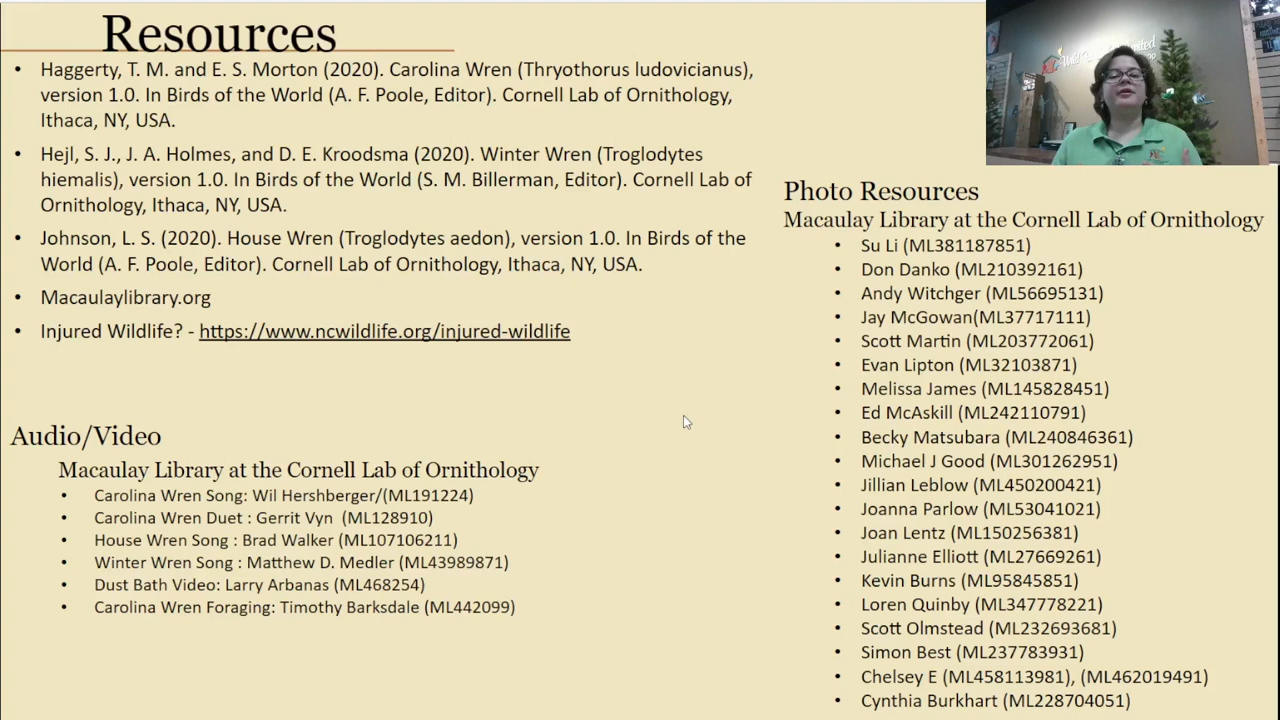 Resources
• Haggerty, T. M. and E. S. Morton (2020). Carolina Wren (Thryothorus ludovicianus),
version 1.0. In Birds of the World (A. F. Poole, Editor). Cornell Lab of Ornithology,
Ithaca, NY, USA.
• Hejl, S. J., J. A. Holmes, and D. E. Kroodsma (2020). Winter Wren (Troglodytes
hiemalis), version 1.0. In Birds of the World (S. M. Billerman, Editor). Cornell Lab of
Ornithology, Ithaca, NY, USA.
• Johnson, L. S. (2020). House Wren (Troglodytes aedon), version 1.0. In Birds of the
World (A. F. Poole, Editor). Cornell Lab of Ornithology, Ithaca, NY, USA.
• Macaulaylibrary.org
• Injured Wildlife? - https://www.ncwildlife.org/injured-wildlife
Audio/Video
Macaulay Library at the Cornell Lab of Ornithology
• Carolina Wren Song: Wil Hershberger/(ML191224)
• Carolina Wren Duet : Gerrit Vyn (ML128910)
• House Wren Song : Brad Walker (ML107106211)
• Winter Wren Song : Matthew D. Medler (ML43989871)
• Dust Bath Video: Larry Arbanas (ML468254)
• Carolina Wren Foraging: Timothy Barksdale (ML442099)
Photo Resources
Macaulay Library at the Cornell Lab of Ornithology
• Su Li (ML381187851)
• Don Danko (ML210392161)
• Andy Witchger (ML56695131)
• Jay McGowan(ML37717111)
• Scott Martin (ML203772061)
• Evan Lipton (ML32103871)
• Melissa James (ML145828451)
• Ed McAskill (ML242110791)
• Becky Matsubara (ML240846361)
• Michael J Good (ML301262951)
• Jillian Leblow (ML450200421)
• Joanna Parlow (ML53041021)
• Joan Lentz (ML150256381)
• Julianne Elliott (ML27669261)
• Kevin Burns (ML95845851)
• Loren Quinby (ML347778221)
• Scott Olmstead (ML232693681)
• Simon Best (ML237783931)
• Chelsey E (ML458113981), (ML462019491)
• Cynthia Burkhart (ML228704051)